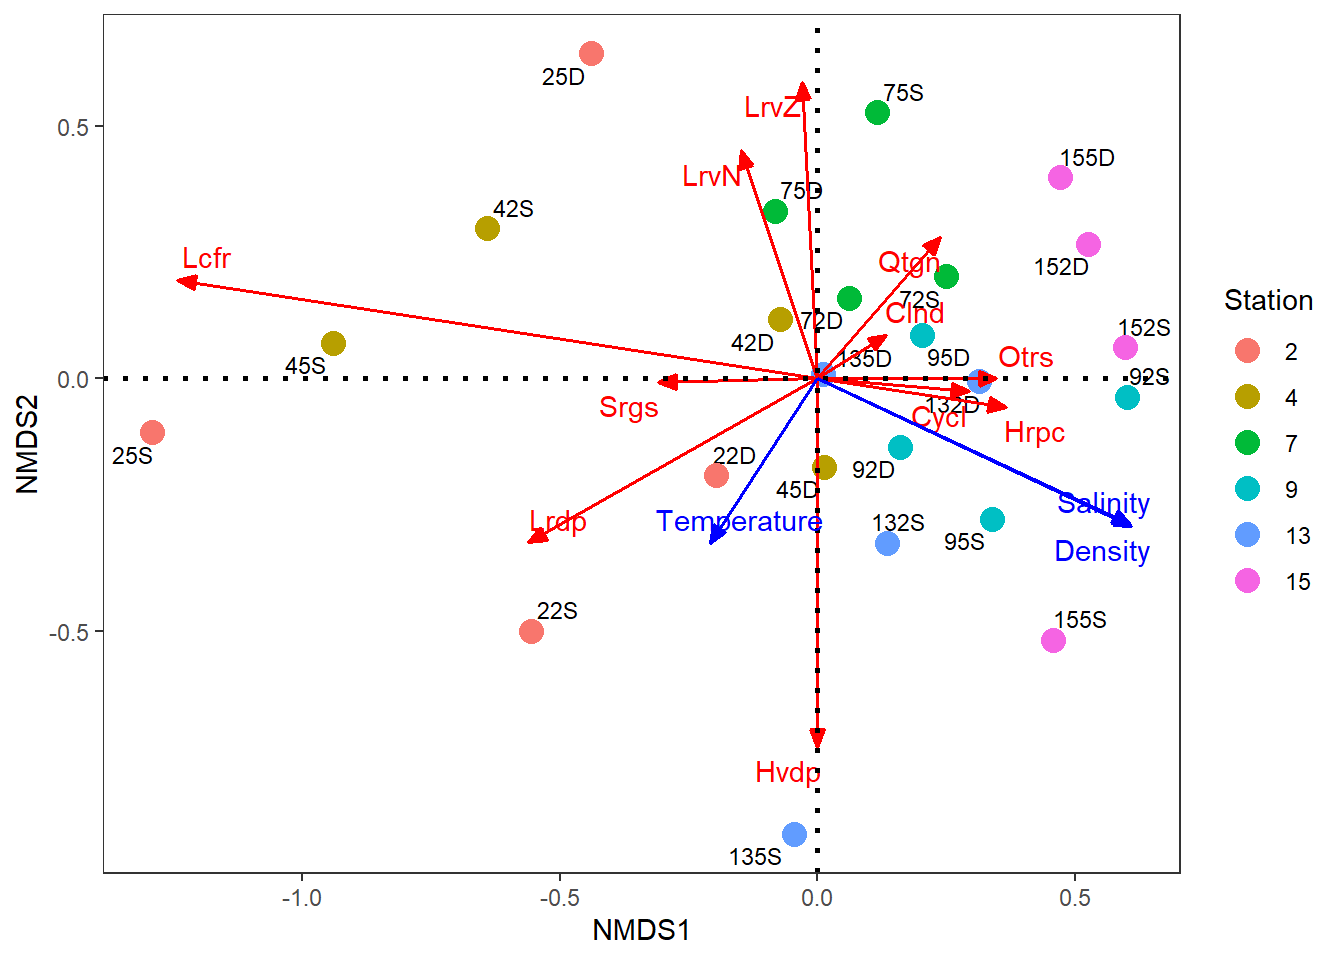 25D
75S
LrvZ
155D
LrvN
75D
42S
Lcfr
Qtgn
152D
72S
Clnd
72D
152S
42D
135D
95D
Otrs
45S
92S
Srgs
132D
Cycl
Hrpc
25S
22D
92D
45D
Salinity
Lrdp
Temperature
132S
95S
Density
22S
155S
Hvdp
135S
0.5
0.0
-0.5
NMDS2
-1.0
-0.5
0.0
0.5
NMDS1
Station
2
4
7
9
13
15